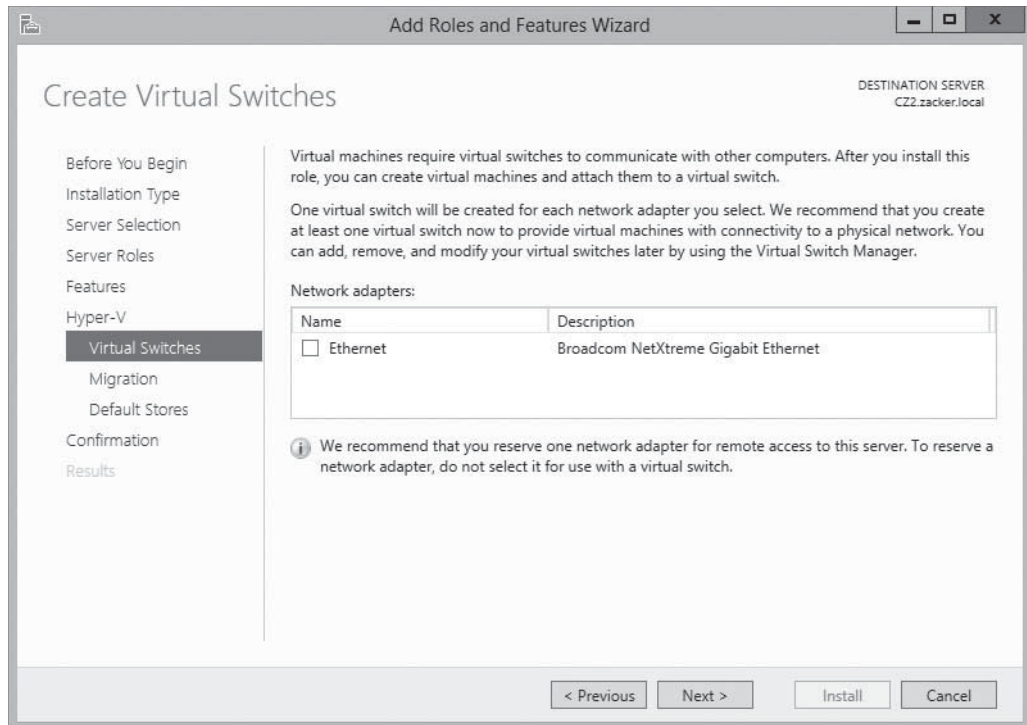 Add Roles and Features Wizard
Create Virtual Switches
DESTINATION SERVER
CZ2.zacker.local
Before You Begin
Installation Type
Server Selection
Server Roles
Features
Hyper-V
Virtual Switches
Migration
Default Stores
Confirmation
Results
Virtual machines require virtual switches to communicate with other computers. After you install this
role, you can create virtual machines and attach them to a virtual switch.
One virtual switch will be created for each network adapter you select. We recommend that you create
at least one virtual switch now to provide virtual machines with connectivity to a physical network. You
can add, remove, and modify your virtual switches later by using the Virtual Switch Manager.
Network adapters:
Name Description
Ethernet Broadcom NetXtreme Gigabit Ethernet
We recommend that you reserve one network adapter for remote access to this server. To reserve a
network adapter, do not select it for use with a virtual switch.
< Previous Next > Install Cancel